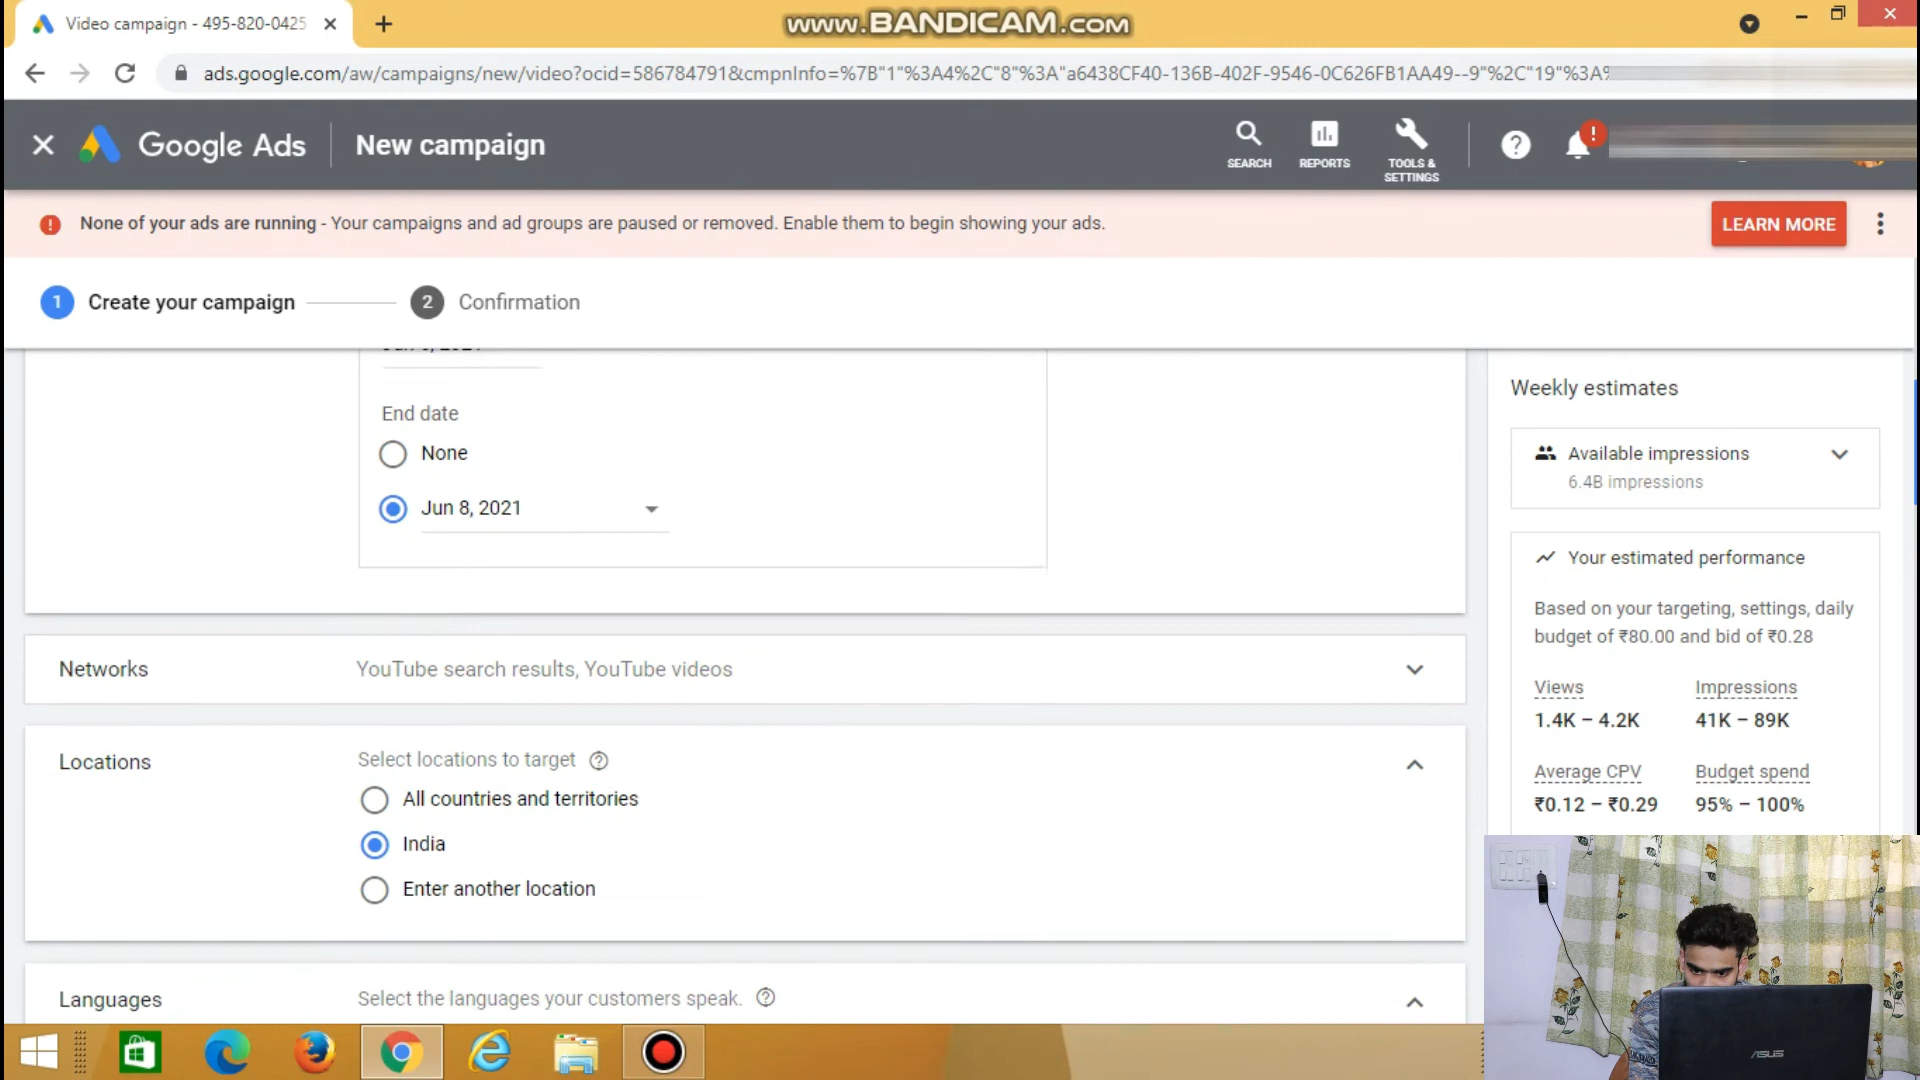 Video campaign - 495-820-0425
www.BANDICAM.com
ads.google.com/aw/campaigns/new/video?ocid=586784791&cmpnInfo=%7B"1"%3A4%2C"8"%3A"a6438CF40-136B-402F-9546-0C626FB1AA49--9"%2C"19"%3A
Google Ads
New campaign
SEARCH
REPORTS
TOOLS &
SETTINGS
None of your ads are running - Your campaigns and ad groups are paused or removed. Enable them to begin showing your ads.
LEARN MORE
1 Create your campaign
2 Confirmation
End date
None
Jun 8, 2021
Networks
YouTube search results, YouTube videos
Locations
Select locations to target
All countries and territories
India
Enter another location
Languages
Select the languages your customers speak.
Weekly estimates
Available impressions
6.4B impressions
Your estimated performance
Based on your targeting, settings, daily
budget of ₹80.00 and bid of ₹0.28
Views
Impressions
1.4K – 4.2K
41K – 89K
Average CPV
Budget spend
₹0.12 – ₹0.29
95% – 100%
ASUS